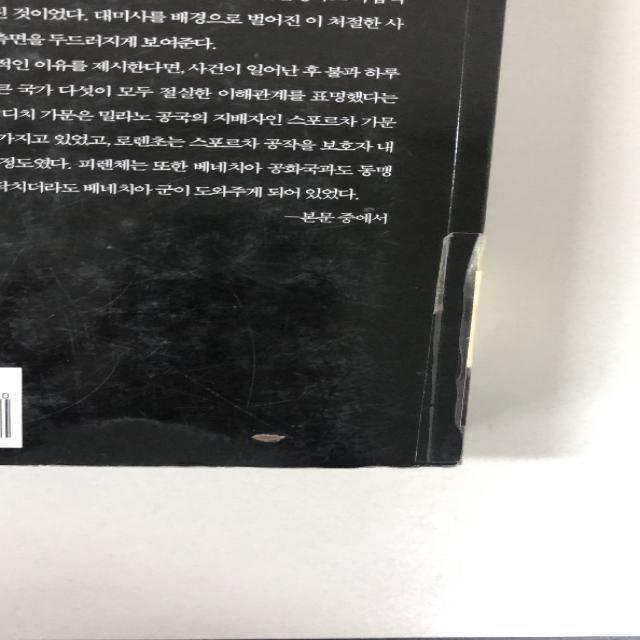 것이었다. 대미사를 배경으로 벌어진 이 처절한 사
측면을 두드러지게 보여준다.
적인 이유를 제시한다면, 사건이 일어난 후 불과 하루
큰 국가 다섯이 모두 절실한 이해관계를 표명했다는
디치 가문은 밀라노 공국의 지배자인 스포르차 가문
가지고 있었고, 로렌초는 스포르차 공작을 보호자 내
정도였다. 피렌체는 또한 베네치아 공화국과도 동맹
닥치더라도 베네치아 군이 도와주게 되어 있었다.
—본문 중에서